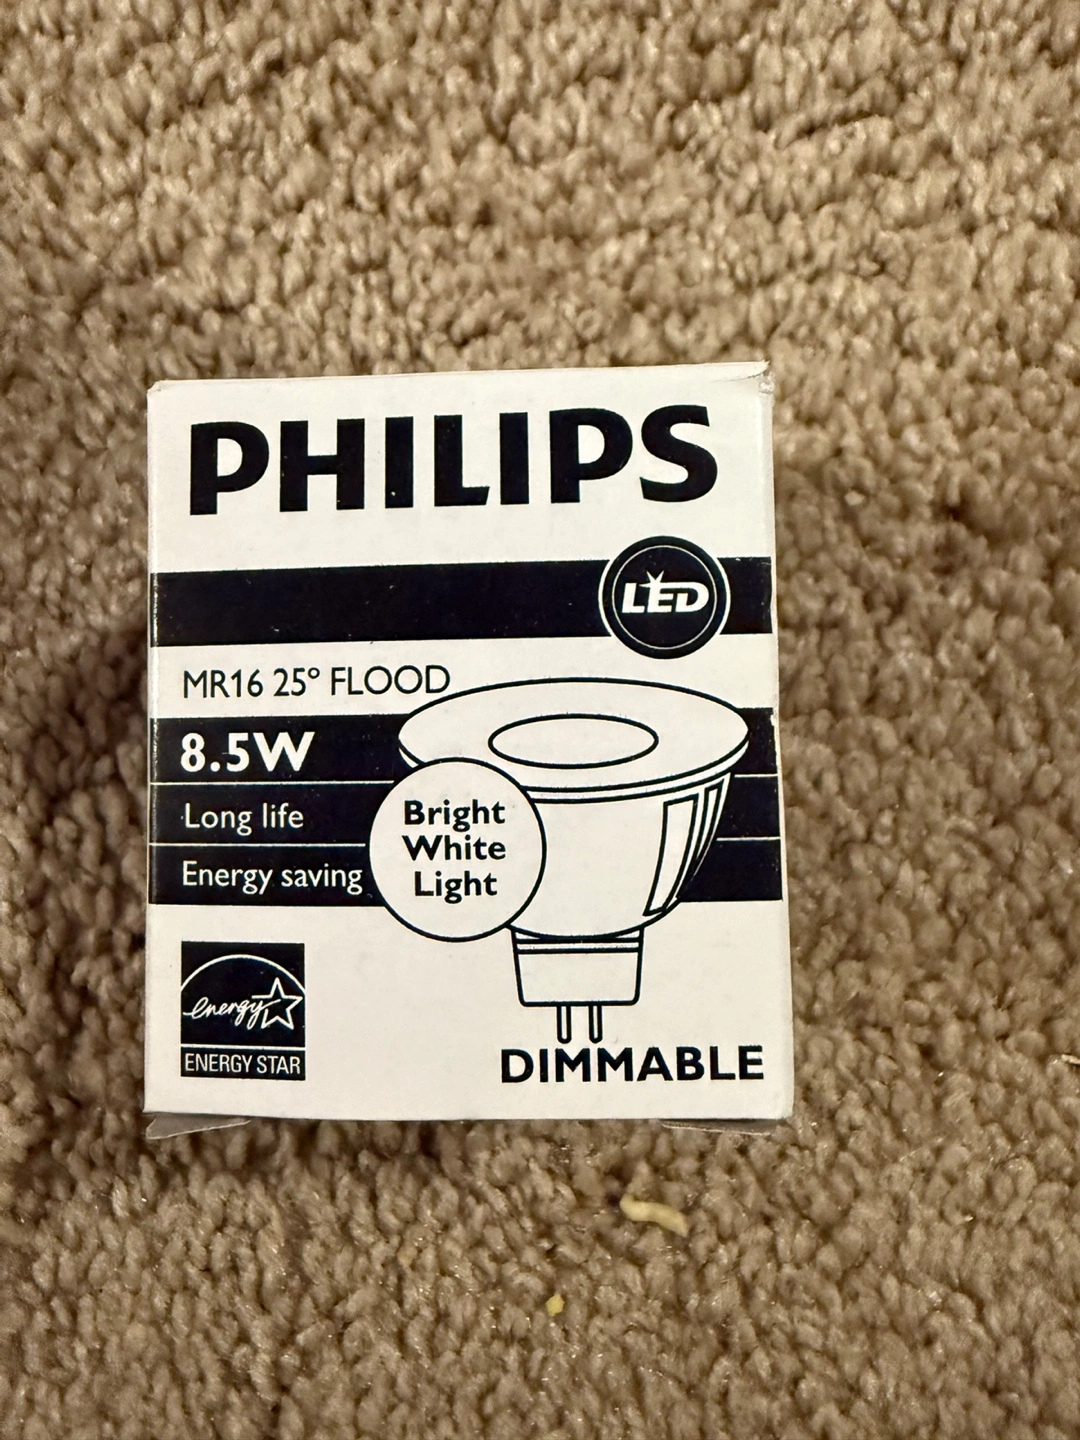 PHILIPS
LED
MR16 25° FLOOD
8.5W
Long life
Energy saving
Bright
White
Light
energy
ENERGY STAR
DIMMABLE